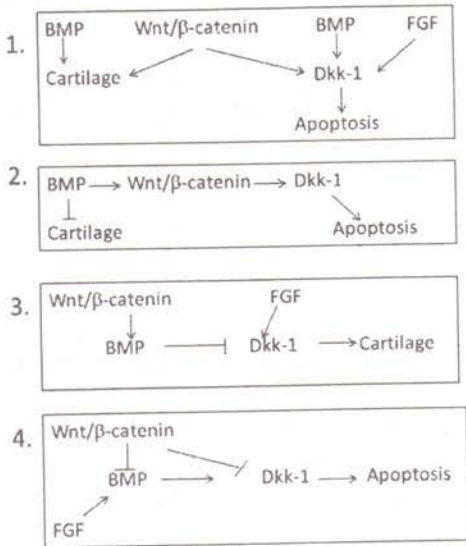 1.
BMP Wnt/β-catenin BMP FGF
Cartilage Dkk-1
Apoptosis
2.
BMP Wnt/β-catenin Dkk-1
Cartilage Apoptosis
3.
Wnt/β-catenin FGF
BMP Dkk-1 Cartilage
4.
Wnt/β-catenin
BMP Dkk-1 Apoptosis
FGF